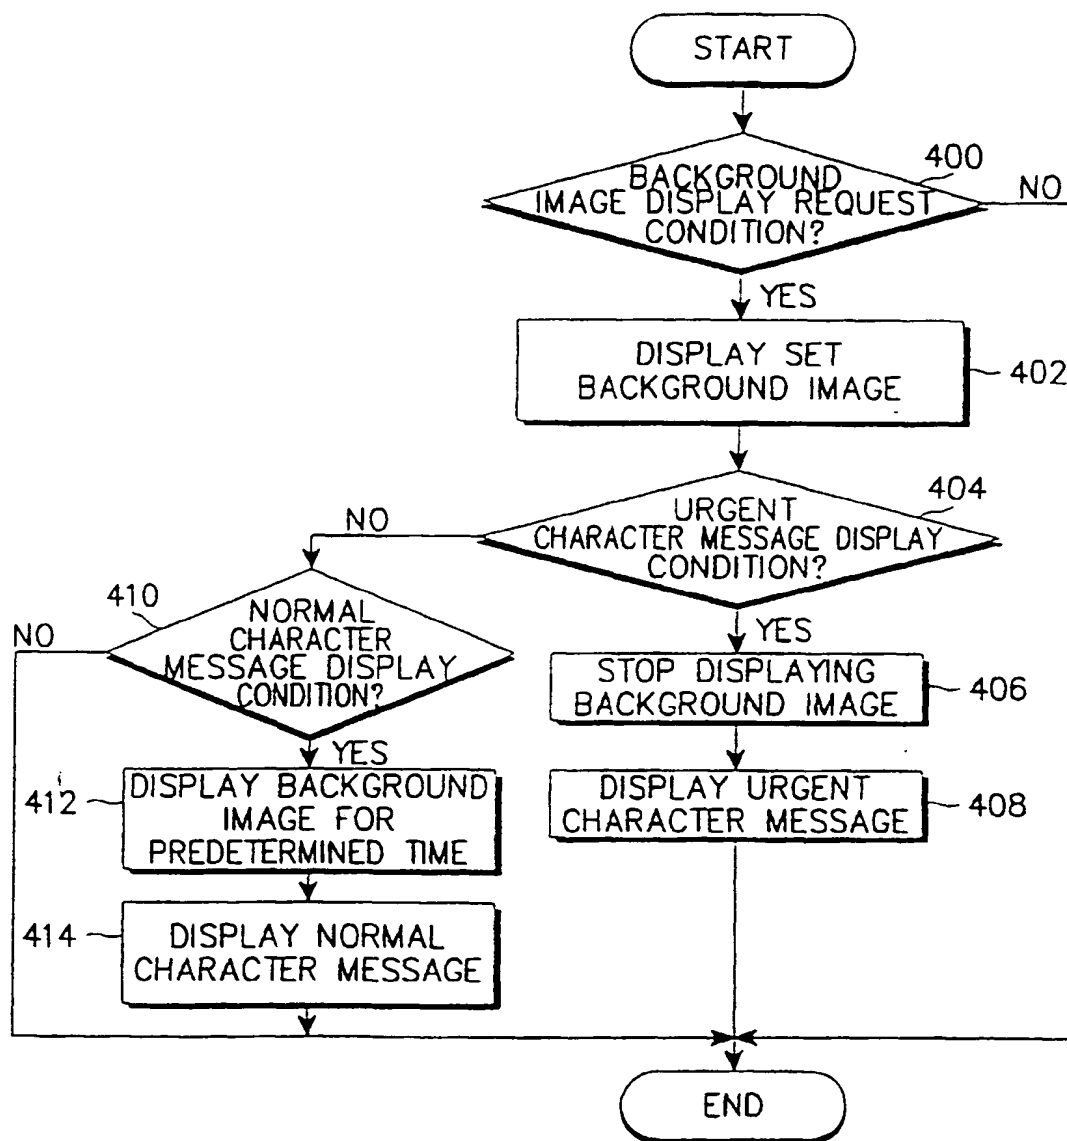 START
400
BACKGROUND
IMAGE DISPLAY REQUEST
CONDITION?
NO
YES
DISPLAY SET
BACKGROUND IMAGE
402
404
URGENT
CHARACTER MESSAGE DISPLAY
CONDITION?
NO
YES
410
NORMAL
CHARACTER
MESSAGE DISPLAY
CONDITION?
NO
YES
STOP DISPLAYING
BACKGROUND IMAGE
406
DISPLAY URGENT
CHARACTER MESSAGE
408
412
DISPLAY BACKGROUND
IMAGE FOR
PREDETERMINED TIME
414
DISPLAY NORMAL
CHARACTER MESSAGE
END